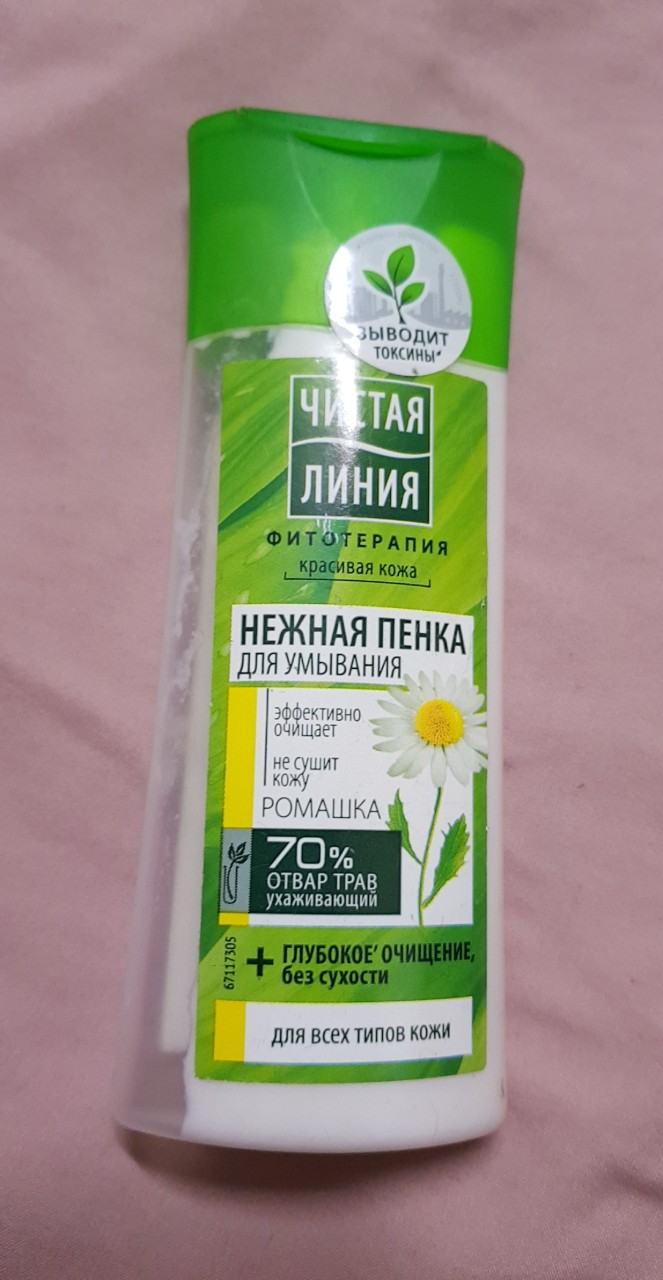 ВЫВОДИТ
ТОКСИНЫ*
ЧИСТАЯ
ЛИНИЯ
ФИТОТЕРАПИЯ
красивая кожа
НЕЖНАЯ ПЕНКА
ДЛЯ УМЫВАНИЯ
эффективно
очищает
не сушит
кожу
РОМАШКА
70%
ОТВАР ТРАВ
ухаживающий
67117305
+ ГЛУБОКОЕ* ОЧИЩЕНИЕ,
без сухости
для всех типов кожи